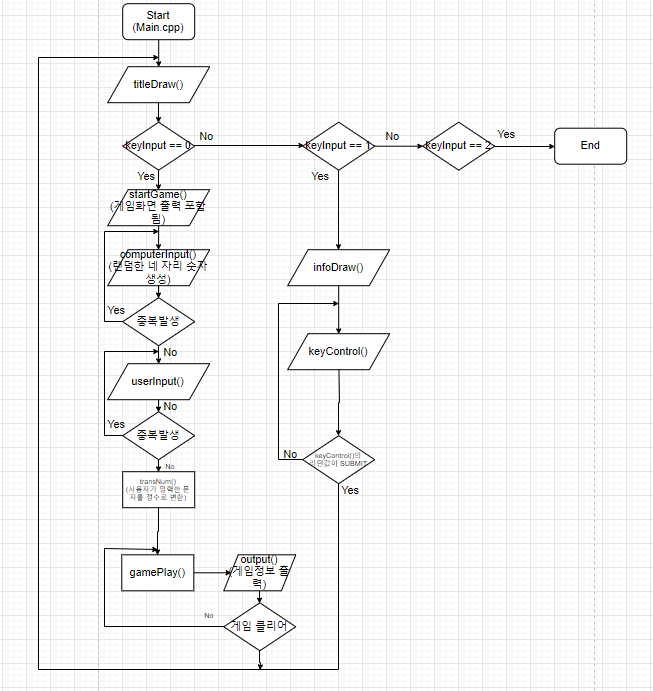 Start
(Main.cpp)
titleDraw()
keyInput == 0
No
keyInput == 1
No
keyInput == 2
Yes
End
Yes
Yes
startGame()
(게임화면 출력 포함
됨)
computerInput()
(랜덤한 네 자리 숫자
생성)
infoDraw()
Yes
중복발생
No
keyControl()
userInput()
No
Yes
중복발생
No
keyControl()의
리턴값이 SUBMIT
No
Yes
transNum()
(사용자가 입력한 문
자를 정수로 변환)
gamePlay()
output()
(게임정보 출
력)
No
게임 클리어